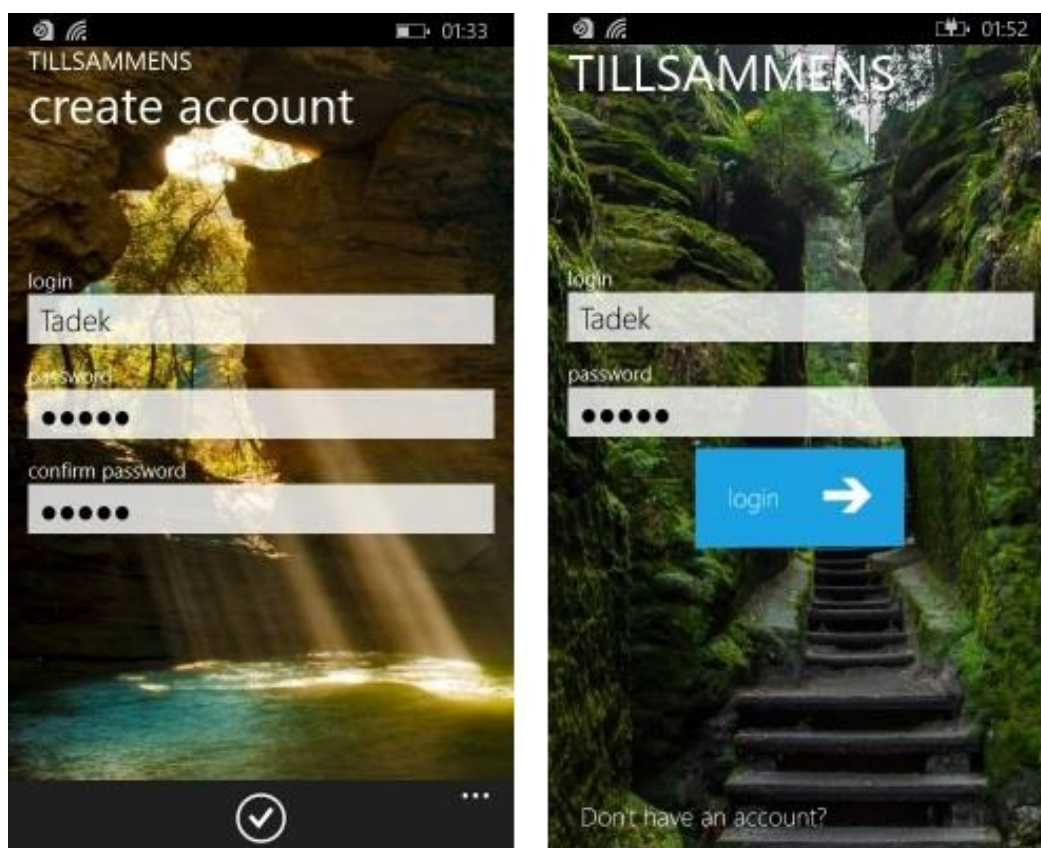 01:33
TILLSAMMENS
create account
login
Tadek
password
●●●●●
confirm password
●●●●●
01:52
TILLSAMMENS
login
Tadek
password
●●●●●
login
Don't have an account?